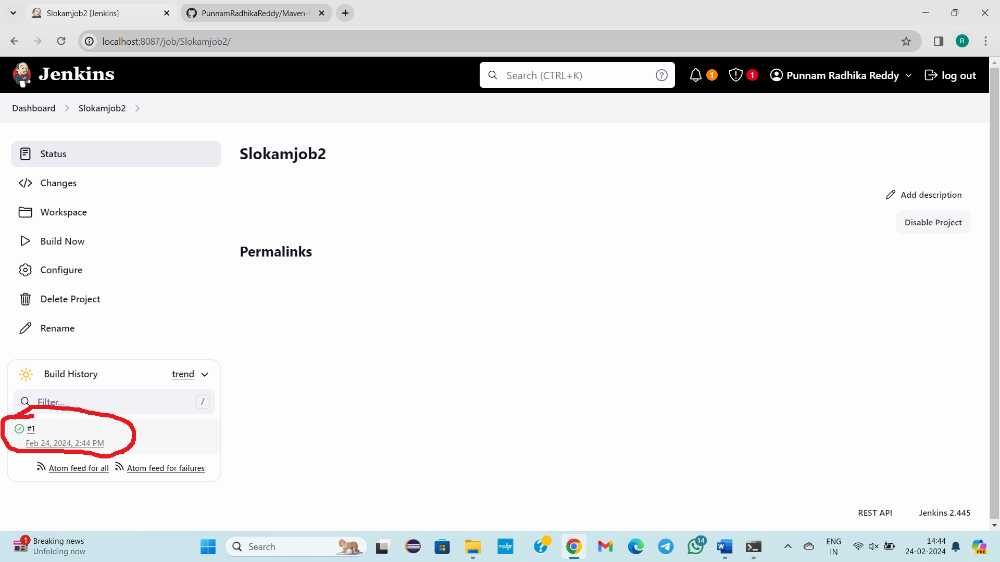 Slokamjob2 [Jenkins]
PunnamRadhikaReddy/Maven-
localhost:8087/job/Slokamjob2/
R
Jenkins
Search (CTRL+K)
?
1
1
Punnam Radhika Reddy
log out
Dashboard
Slokamjob2
Status
Changes
Workspace
Build Now
Configure
Delete Project
Rename
Slokamjob2
Add description
Disable Project
Permalinks
Build History
trend
Filter...
/
#1
Feb 24, 2024, 2:44 PM
Atom feed for all
Atom feed for failures
REST API
Jenkins 2.445
1
Breaking news
Unfolding now
Search
myhp
?
14
W
ENG
IN
14:44
24-02-2024
PRE